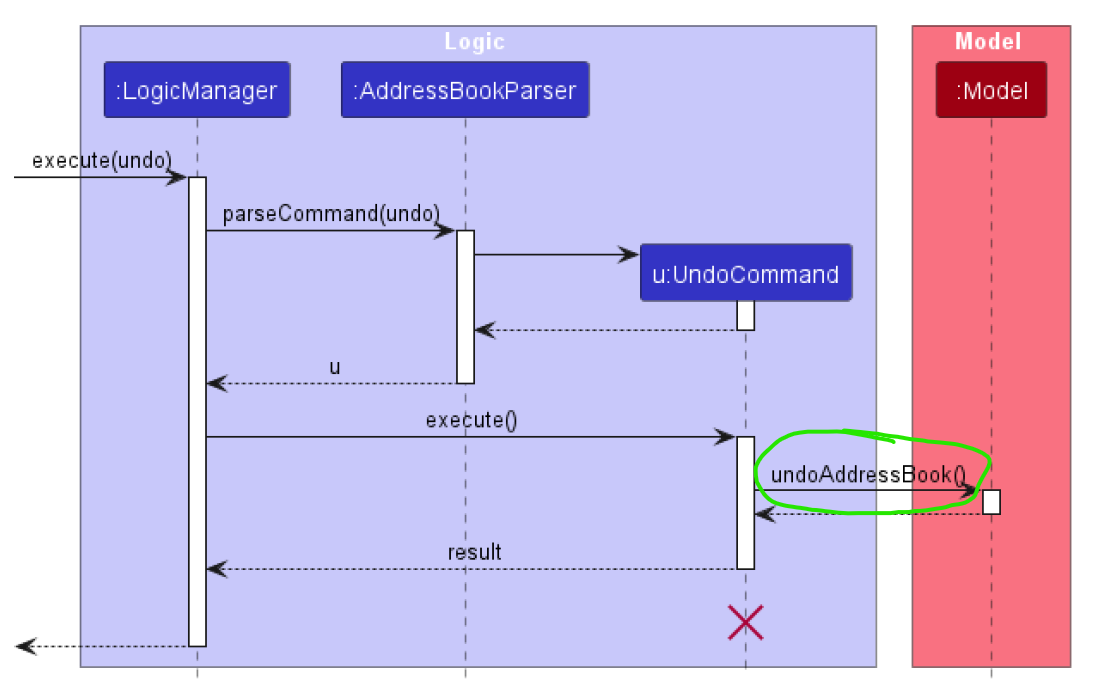 Logic
Model
:LogicManager
:AddressBookParser
:Model
execute(undo)
parseCommand(undo)
u:UndoCommand
u
execute()
undoAddressBook()
result